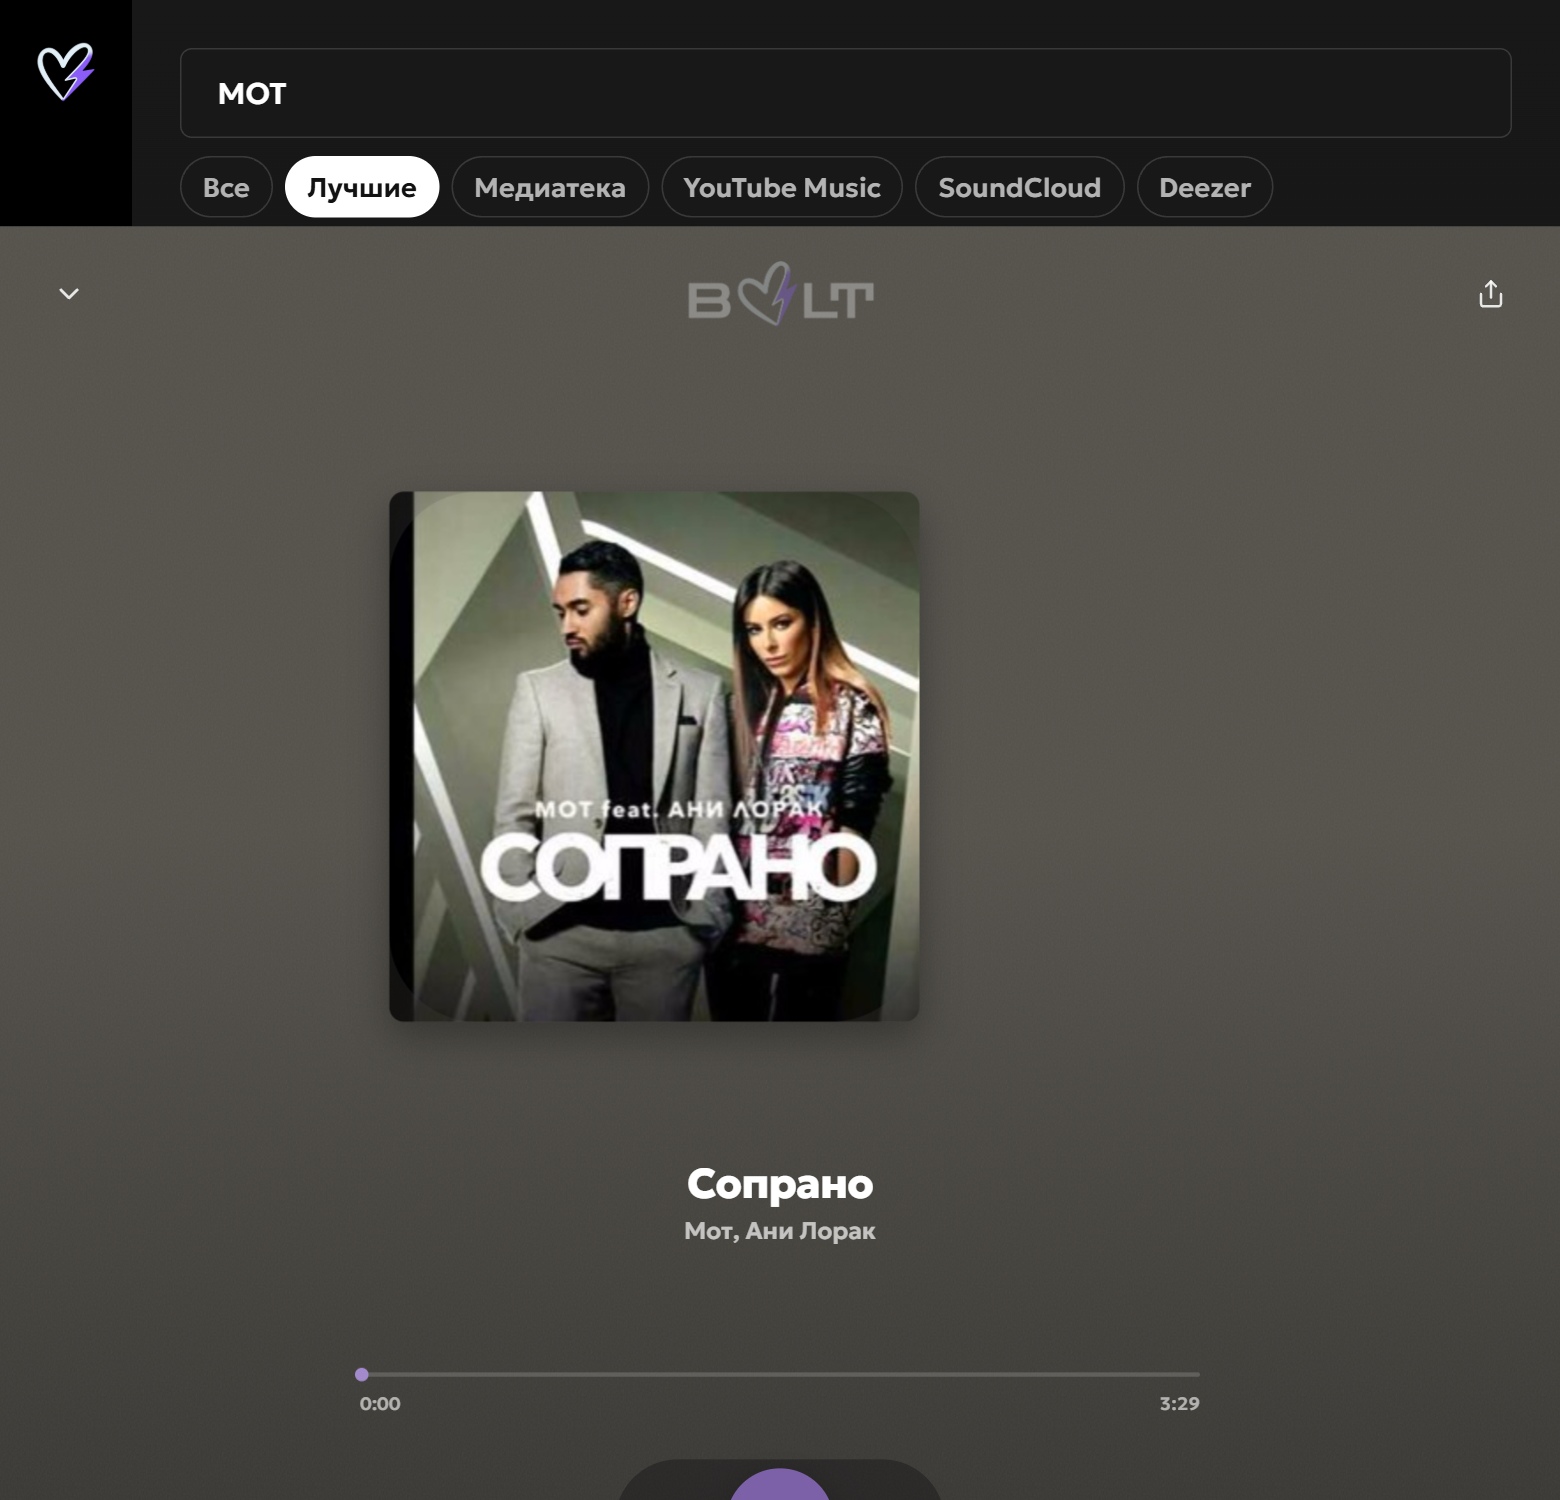 МОТ
Все
Лучшие
Медиатека
YouTube Music
SoundCloud
Deezer
BOLT
МОТ feat. АНИ ЛОРАК
СОПРАНО
Сопрано
Мот, Ани Лорак
0:00
3:29